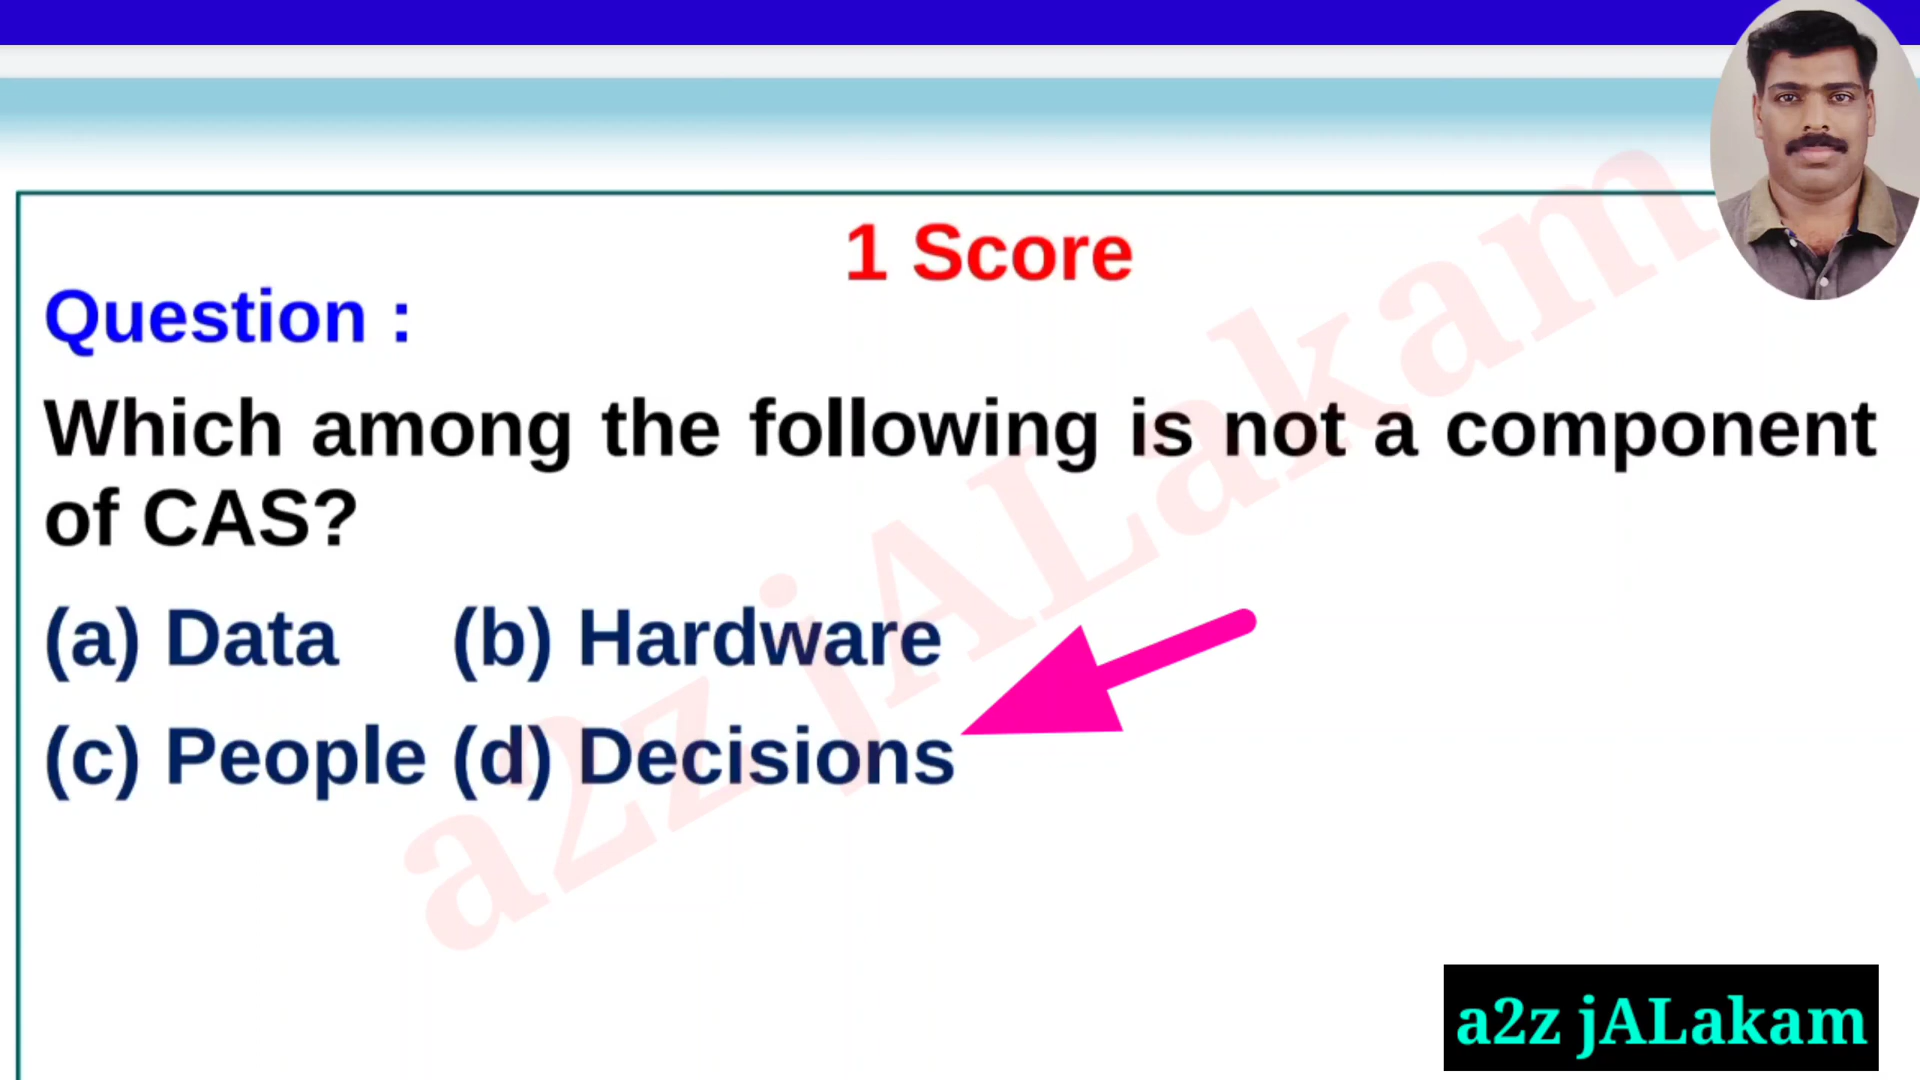 1 Score
Question :
Which among the following is not a component
of CAS?
(a) Data (b) Hardware
(c) People (d) Decisions
a2z jALakam
a2z jALakam